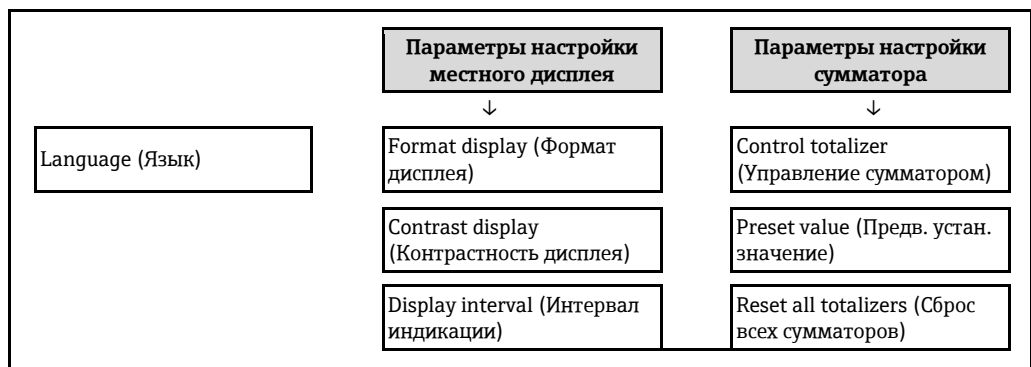 Параметры настройки
местного дисплея
Параметры настройки
сумматора
↓
↓
Language (Язык)
Format display (Формат
дисплея)
Control totalizer
(Управление сумматором)
Contrast display
(Контрастность дисплея)
Preset value (Предв. устан.
значение)
Display interval (Интервал
индикации)
Reset all totalizers (Сброс
всех сумматоров)